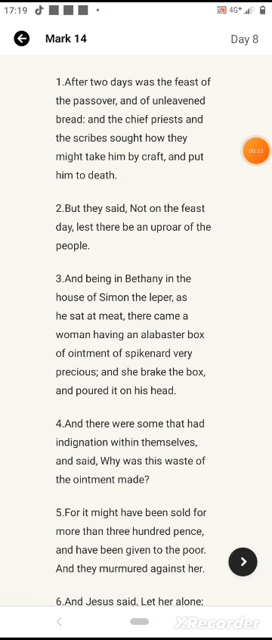 17:19
4G+
Mark 14
Day 8
1.After two days was the feast of
the passover, and of unleavened
bread: and the chief priests and
the scribes sought how they
might take him by craft, and put
him to death.
2.But they said, Not on the feast
day, lest there be an uproar of the
people.
3.And being in Bethany in the
house of Simon the leper, as
he sat at meat, there came a
woman having an alabaster box
of ointment of spikenard very
precious; and she brake the box,
and poured it on his head.
4.And there were some that had
indignation within themselves,
and said, Why was this waste of
the ointment made?
5.For it might have been sold for
more than three hundred pence,
and have been given to the poor.
And they murmured against her.
6.And Jesus said, Let her alone;
XRecorder